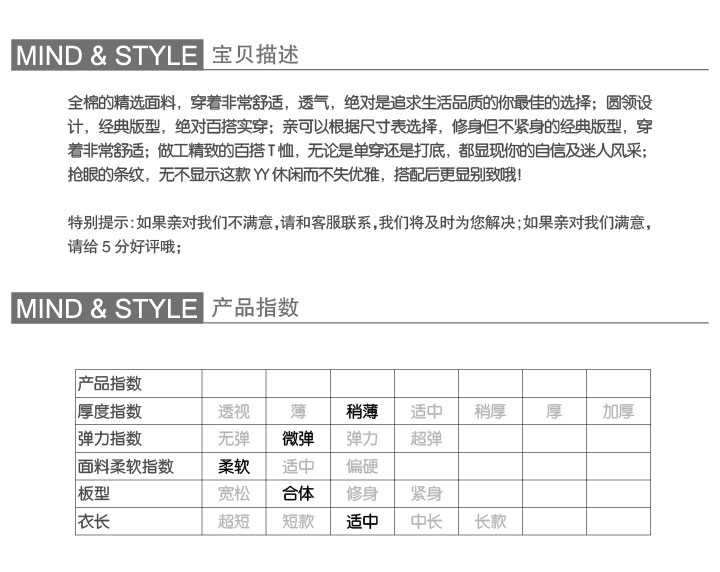 MIND & STYLE 宝贝描述
全棉的精选面料，穿着非常舒适，透气，绝对是追求生活品质的你最佳的选择；圆领设
计，经典版型，绝对百搭实穿；亲可以根据尺寸表选择，修身但不紧身的经典版型，穿
着非常舒适；做工精致的百搭T恤，无论是单穿还是打底，都显现你的自信及迷人风采；
抢眼的条纹，无不显示这款YY休闲而不失优雅，搭配后更显别致哦！
特别提示：如果亲对我们不满意，请和客服联系，我们将及时为您解决；如果亲对我们满意，
请给5分好评哦；
MIND & STYLE 产品指数
产品指数
厚度指数 透视 薄 稍薄 适中 稍厚 厚 加厚
弹力指数 无弹 微弹 弹力 超弹
面料柔软指数 柔软 适中 偏硬
板型 宽松 合体 修身 紧身
衣长 超短 短款 适中 中长 长款